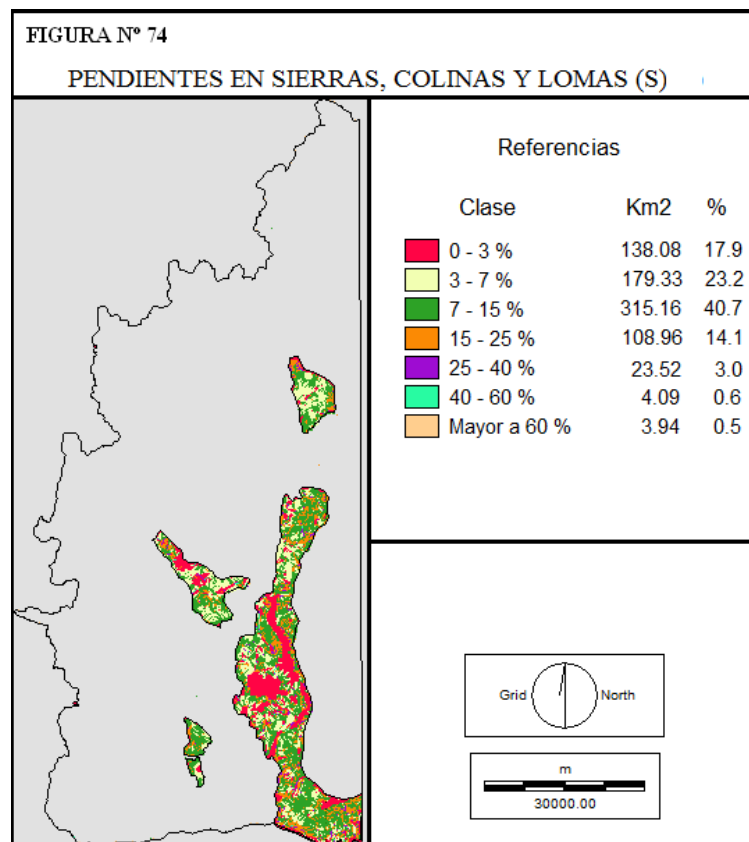 FIGURA Nº 74
PENDIENTES EN SIERRAS, COLINAS Y LOMAS (S)
Referencias
Clase Km2 %
0 - 3 % 138.08 17.9
3 - 7 % 179.33 23.2
7 - 15 % 315.16 40.7
15 - 25 % 108.96 14.1
25 - 40 % 23.52 3.0
40 - 60 % 4.09 0.6
Mayor a 60 % 3.94 0.5
Grid North
m
30000.00